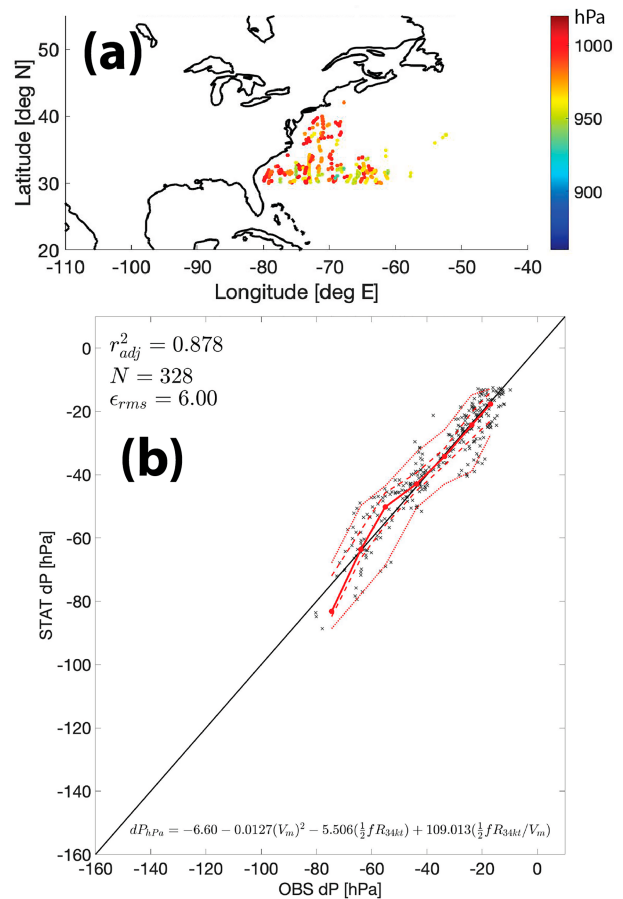 (a)
hPa
1000
950
900
50
40
30
20
Latitude [deg N]
-110 -100 -90 -80 -70 -60 -50 -40
Longitude [deg E]
(b)
r²adj = 0.878
N = 328
ϵrms = 6.00
0
-20
-40
-60
-80
-100
-120
-140
-160
STAT dP [hPa]
dPhPa = −6.60 − 0.0127(Vm)² − 5.506(½fR34kt) + 109.013(½fR34kt/Vm)
-160 -140 -120 -100 -80 -60 -40 -20 0
OBS dP [hPa]